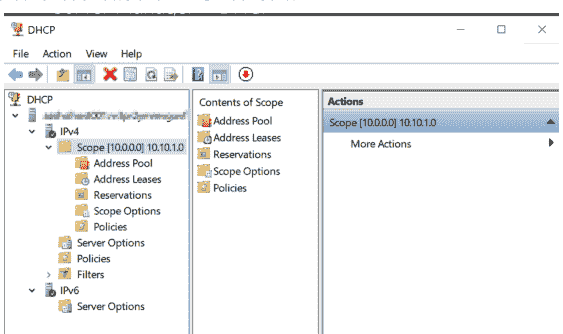 DHCP
File Action View Help
DHCP
IPv4
Scope [10.0.0.0] 10.10.1.0
Address Pool
Address Leases
Reservations
Scope Options
Policies
Server Options
Policies
Filters
IPv6
Server Options
Contents of Scope
Address Pool
Address Leases
Reservations
Scope Options
Policies
Actions
Scope [10.0.0.0] 10.10.1.0
More Actions